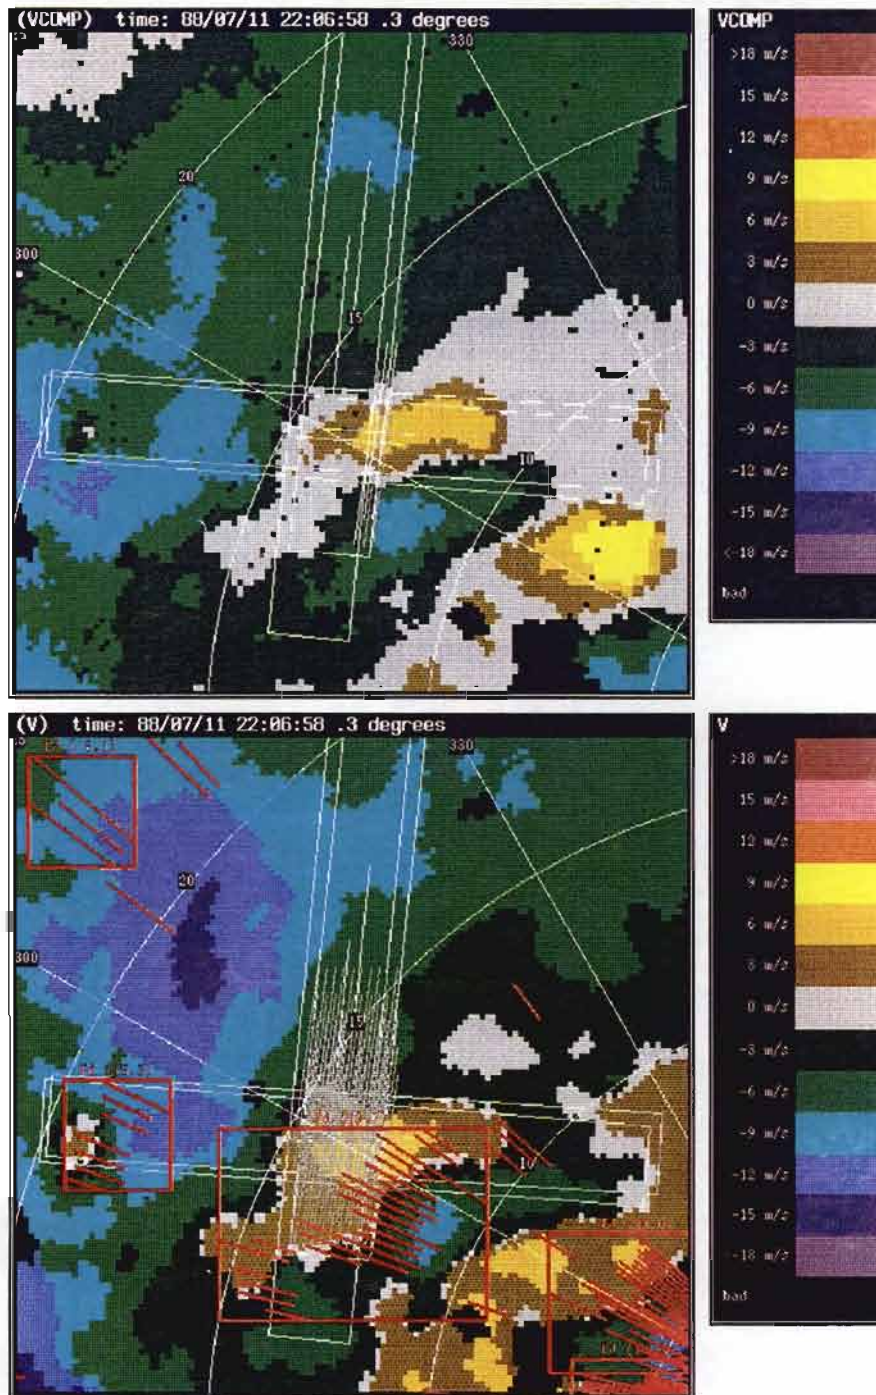 (VCOMP) time: 88/07/11 22:06:58 .3 degrees
330
20
300
15
10
VCOMP
>18 m/s
15 m/s
12 m/s
9 m/s
6 m/s
3 m/s
0 m/s
-3 m/s
-6 m/s
-9 m/s
-12 m/s
-15 m/s
<-18 m/s
bad
(V) time: 88/07/11 22:06:58 .3 degrees
330
20
300
15
10
V
>18 m/s
15 m/s
12 m/s
9 m/s
6 m/s
3 m/s
0 m/s
-3 m/s
-6 m/s
-9 m/s
-12 m/s
-15 m/s
-18 m/s
bad